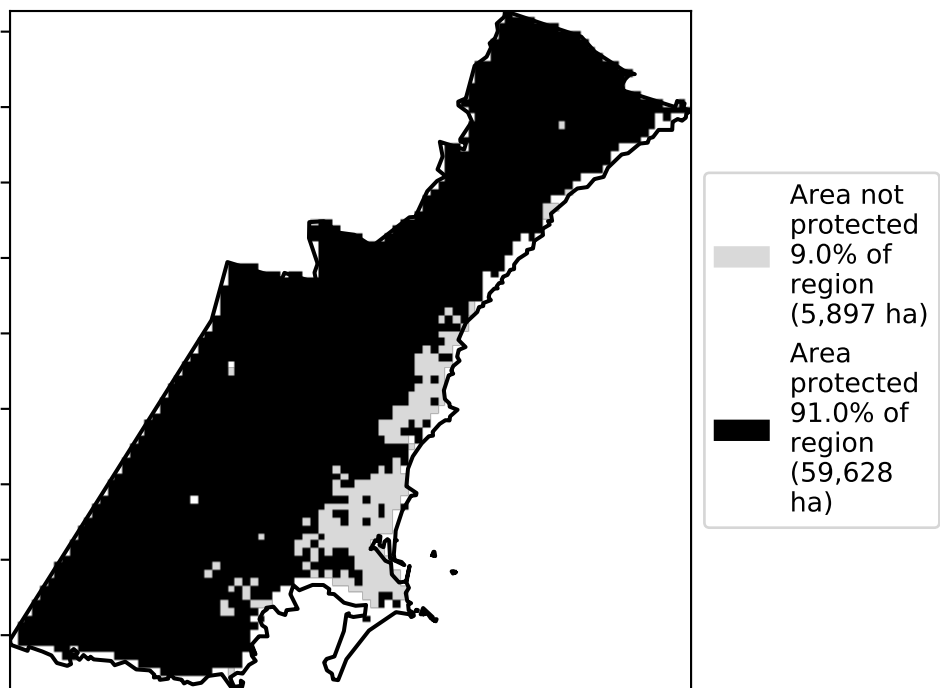 Area not
protected
9.0% of
region
(5,897 ha)
Area
protected
91.0% of
region
(59,628
ha)